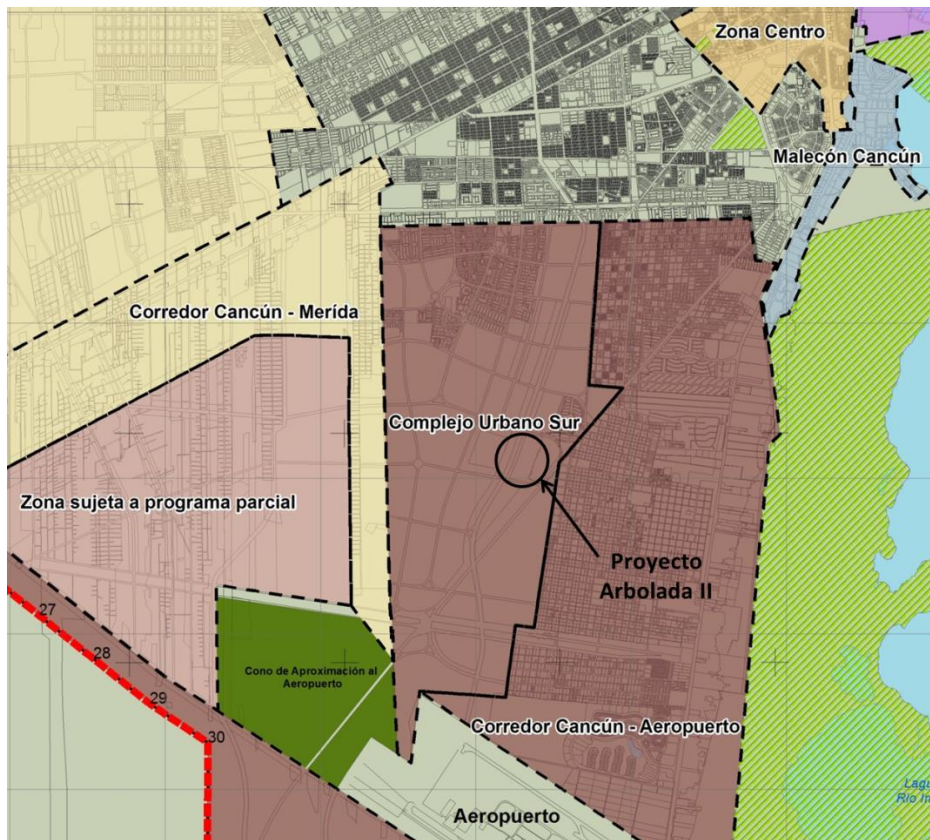 Zona Centro
Malecón Cancún
Corredor Cancún - Merída
Complejo Urbano Sur
Zona sujeta a programa parcial
Proyecto
Arbolada II
27
28
29
30
Cono de Aproximación al
Aeropuerto
Corredor Cancún - Aeropuerto
Aeropuerto
Rio